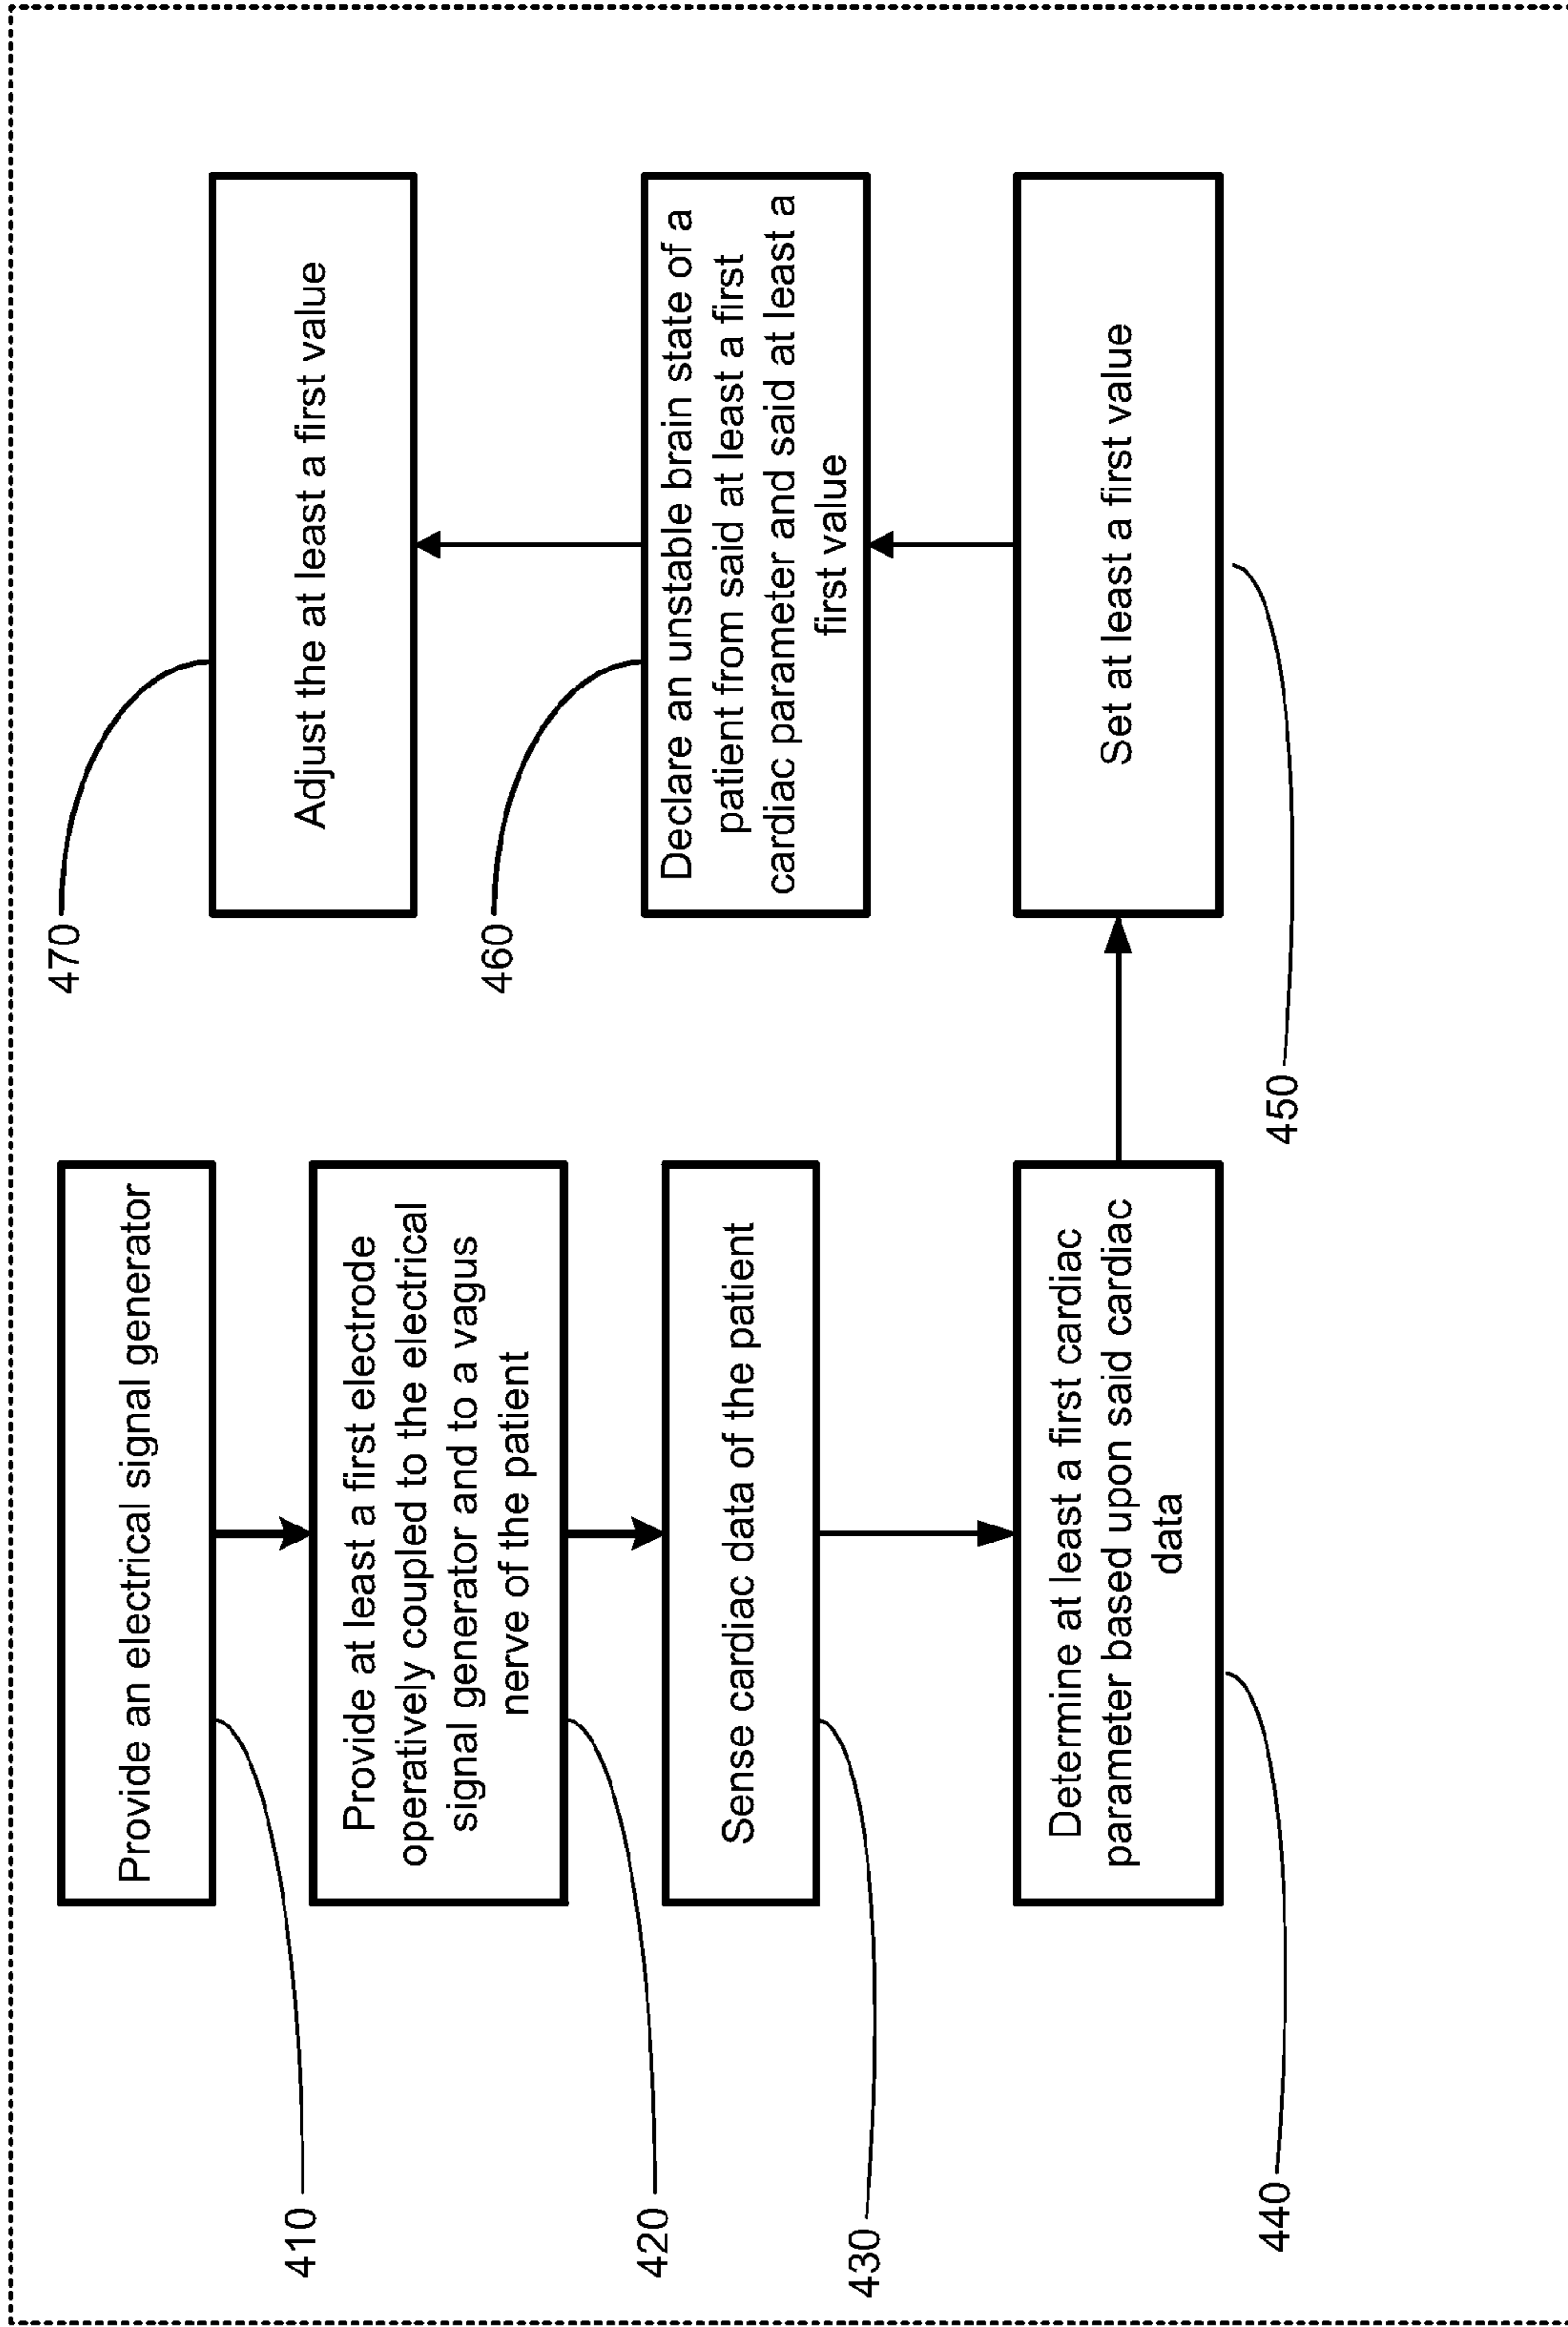 Provide an electrical signal generator
410
Provide at least a first electrode
operatively coupled to the electrical
signal generator and to a vagus
nerve of the patient
420
Sense cardiac data of the patient
430
Determine at least a first cardiac
parameter based upon said cardiac
data
440
Set at least a first value
450
Declare an unstable brain state of a
patient from said at least a first
cardiac parameter and said at least a
first value
460
Adjust the at least a first value
470